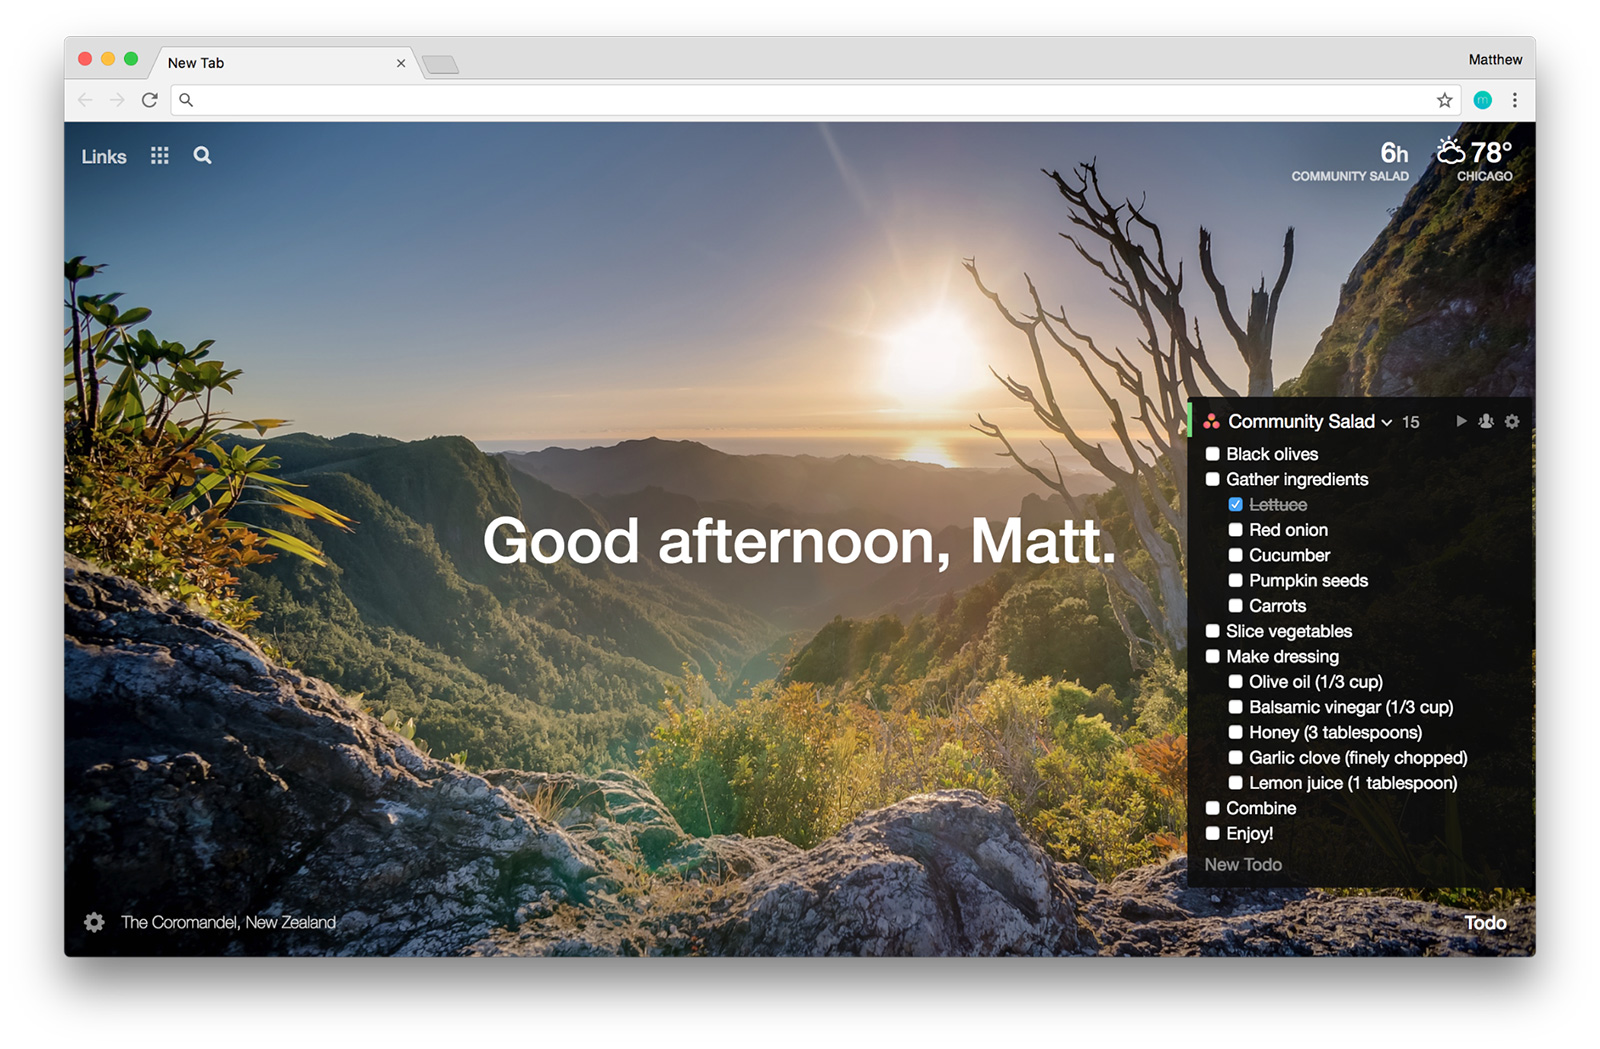 New Tab
Matthew
Links
6h
COMMUNITY SALAD
78°
CHICAGO
Good afternoon, Matt.
Community Salad 15
Black olives
Gather ingredients
Lettuce
Red onion
Cucumber
Pumpkin seeds
Carrots
Slice vegetables
Make dressing
Olive oil (1/3 cup)
Balsamic vinegar (1/3 cup)
Honey (3 tablespoons)
Garlic clove (finely chopped)
Lemon juice (1 tablespoon)
Combine
Enjoy!
New Todo
The Coromandel, New Zealand
Todo